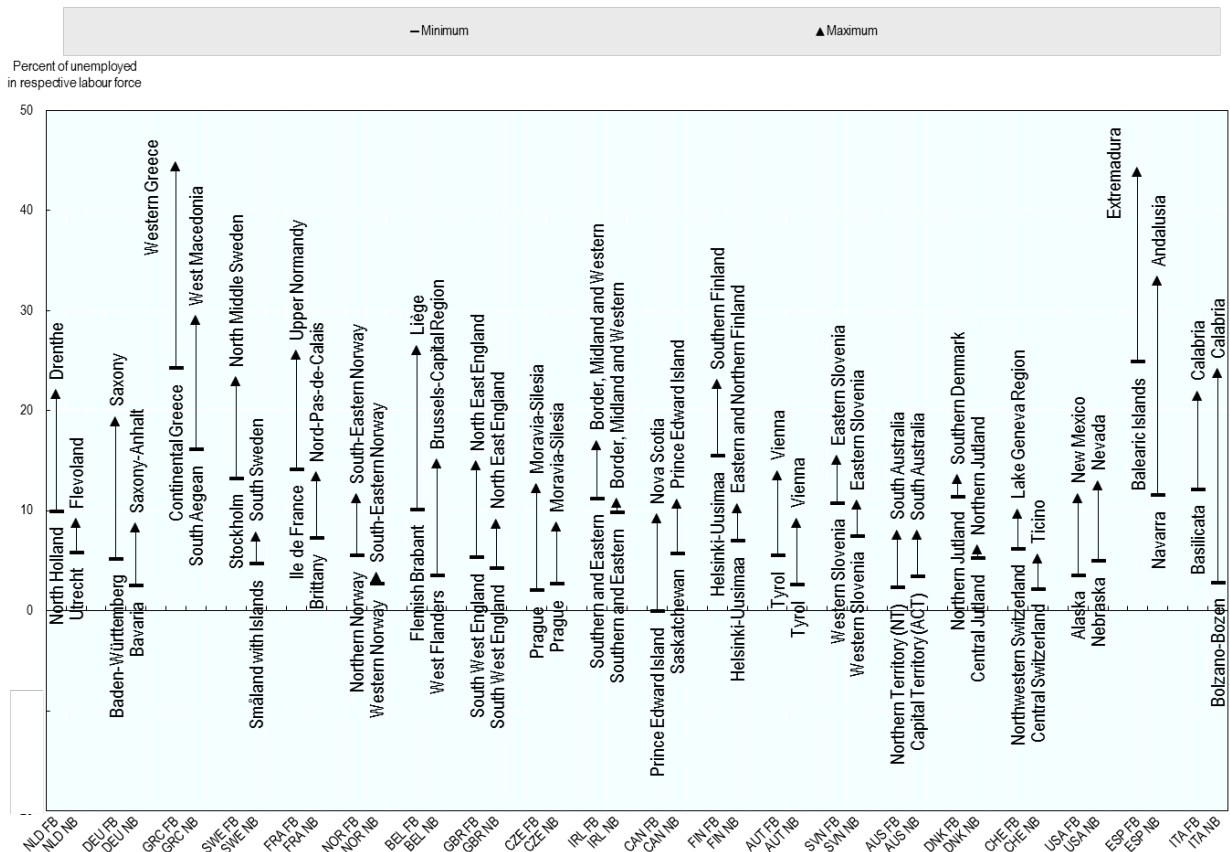 Minimum
Maximum
Percent of unemployed
in respective labour force
50
40
30
20
10
0
North Holland
Drenthe
Utrecht
Flevoland
Baden-Württemberg
Saxony
Bavaria
Saxony-Anhalt
Continental Greece
Western Greece
South Aegean
West Macedonia
Stockholm
North Middle Sweden
Småland with Islands
South Sweden
Ile de France
Upper Normandy
Brittany
Nord-Pas-de-Calais
Northern Norway
South-Eastern Norway
Western Norway
South-Eastern Norway
Flemish Brabant
Liége
West Flanders
Brussels-Capital Region
South West England
North East England
South West England
North East England
Prague
Moravia-Silesia
Prague
Moravia-Silesia
Southern and Eastern
Border, Midland and Western
Southern and Eastern
Border, Midland and Western
Prince Edward Island
Nova Scotia
Saskatchewan
Prince Edward Island
Helsinki-Uusimaa
Southern Finland
Helsinki-Uusimaa
Eastern and Northern Finland
Tyrol
Vienna
Tyrol
Vienna
Western Slovenia
Eastern Slovenia
Western Slovenia
Eastern Slovenia
Northern Territory (NT)
South Australia
Capital Territory (ACT)
South Australia
Northern Jutland
Southern Denmark
Central Jutland
Northern Jutland
Northwestern Switzerland
Lake Geneva Region
Central Switzerland
Ticino
Alaska
New Mexico
Nebraska
Nevada
Balearic Islands
Extremadura
Navarra
Andalusia
Basilicata
Calabria
Bolzano-Bozen
Calabria
NLD FB
NLD NB
DEU FB
DEU NB
GRC FB
GRC NB
SWE FB
SWE NB
FRA FB
FRA NB
NOR FB
NOR NB
BEL FB
BEL NB
GBR FB
GBR NB
CZE FB
CZE NB
IRL FB
IRL NB
CAN FB
CAN NB
FIN FB
FIN NB
AUT FB
AUT NB
SVN FB
SVN NB
AUS FB
AUS NB
DNK FB
DNK NB
CHE FB
CHE NB
USA FB
USA NB
ESP FB
ESP NB
ITA FB
ITA NB